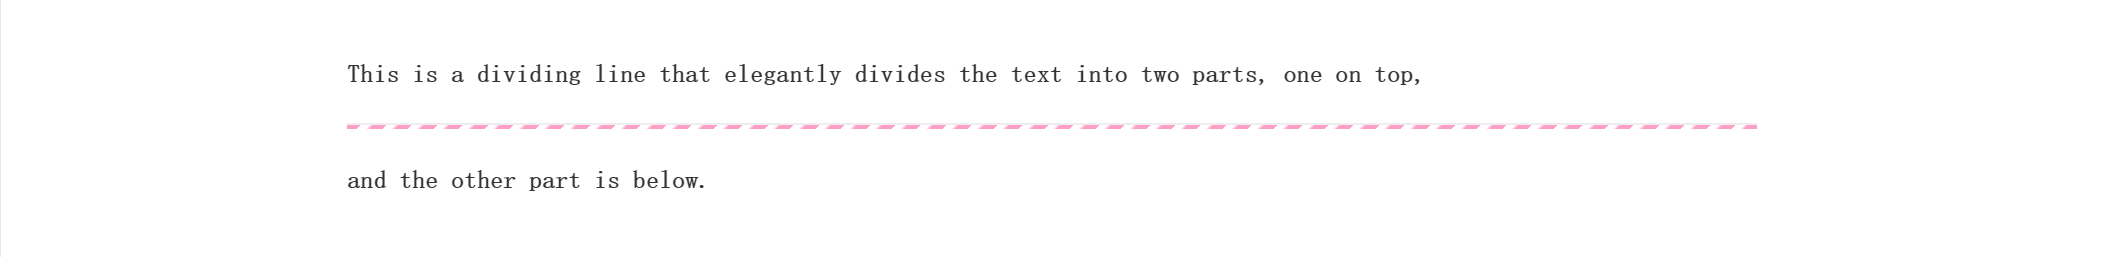 This is a dividing line that elegantly divides the text into two parts, one on top,
and the other part is below.